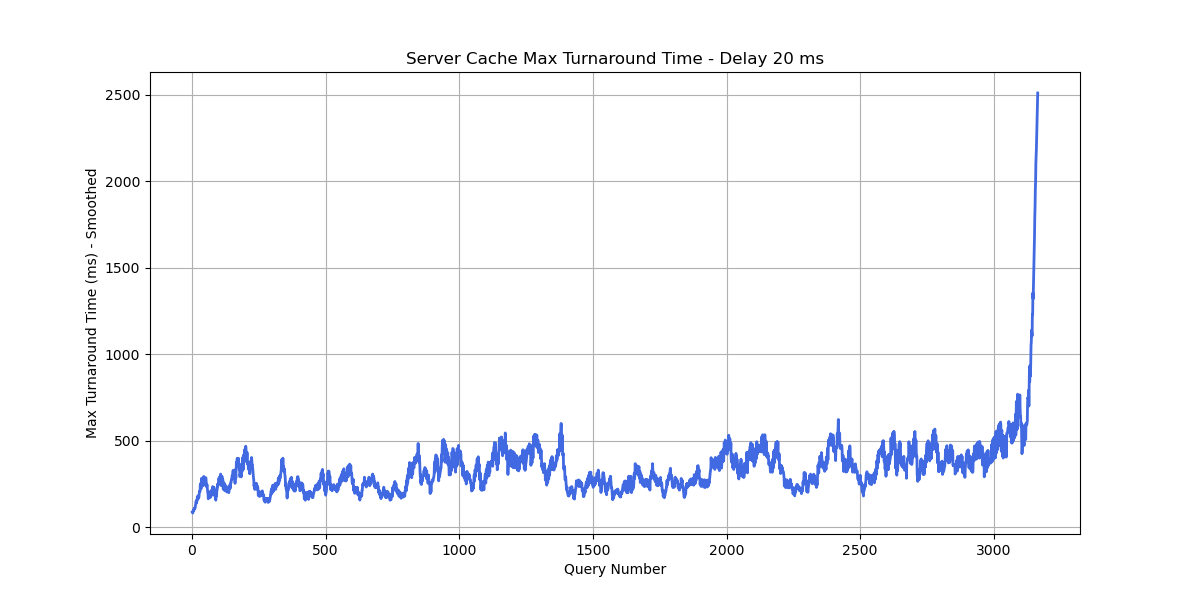 Server Cache Max Turnaround Time - Delay 20 ms
Max Turnaround Time (ms) - Smoothed
2500
2000
1500
1000
500
0
0 500 1000 1500 2000 2500 3000
Query Number